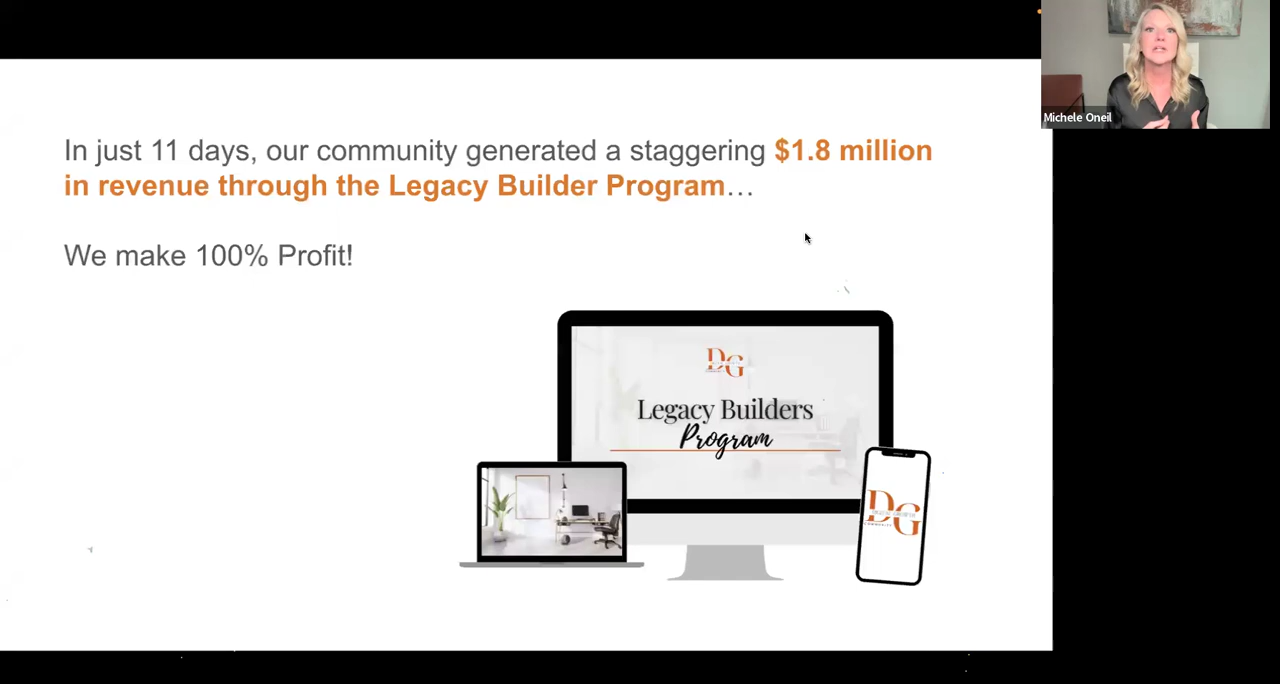 Michele Oneil
In just 11 days, our community generated a staggering $1.8 million
in revenue through the Legacy Builder Program…
We make 100% Profit!
DG
Legacy Builders
Program
DG
COMMUNITY